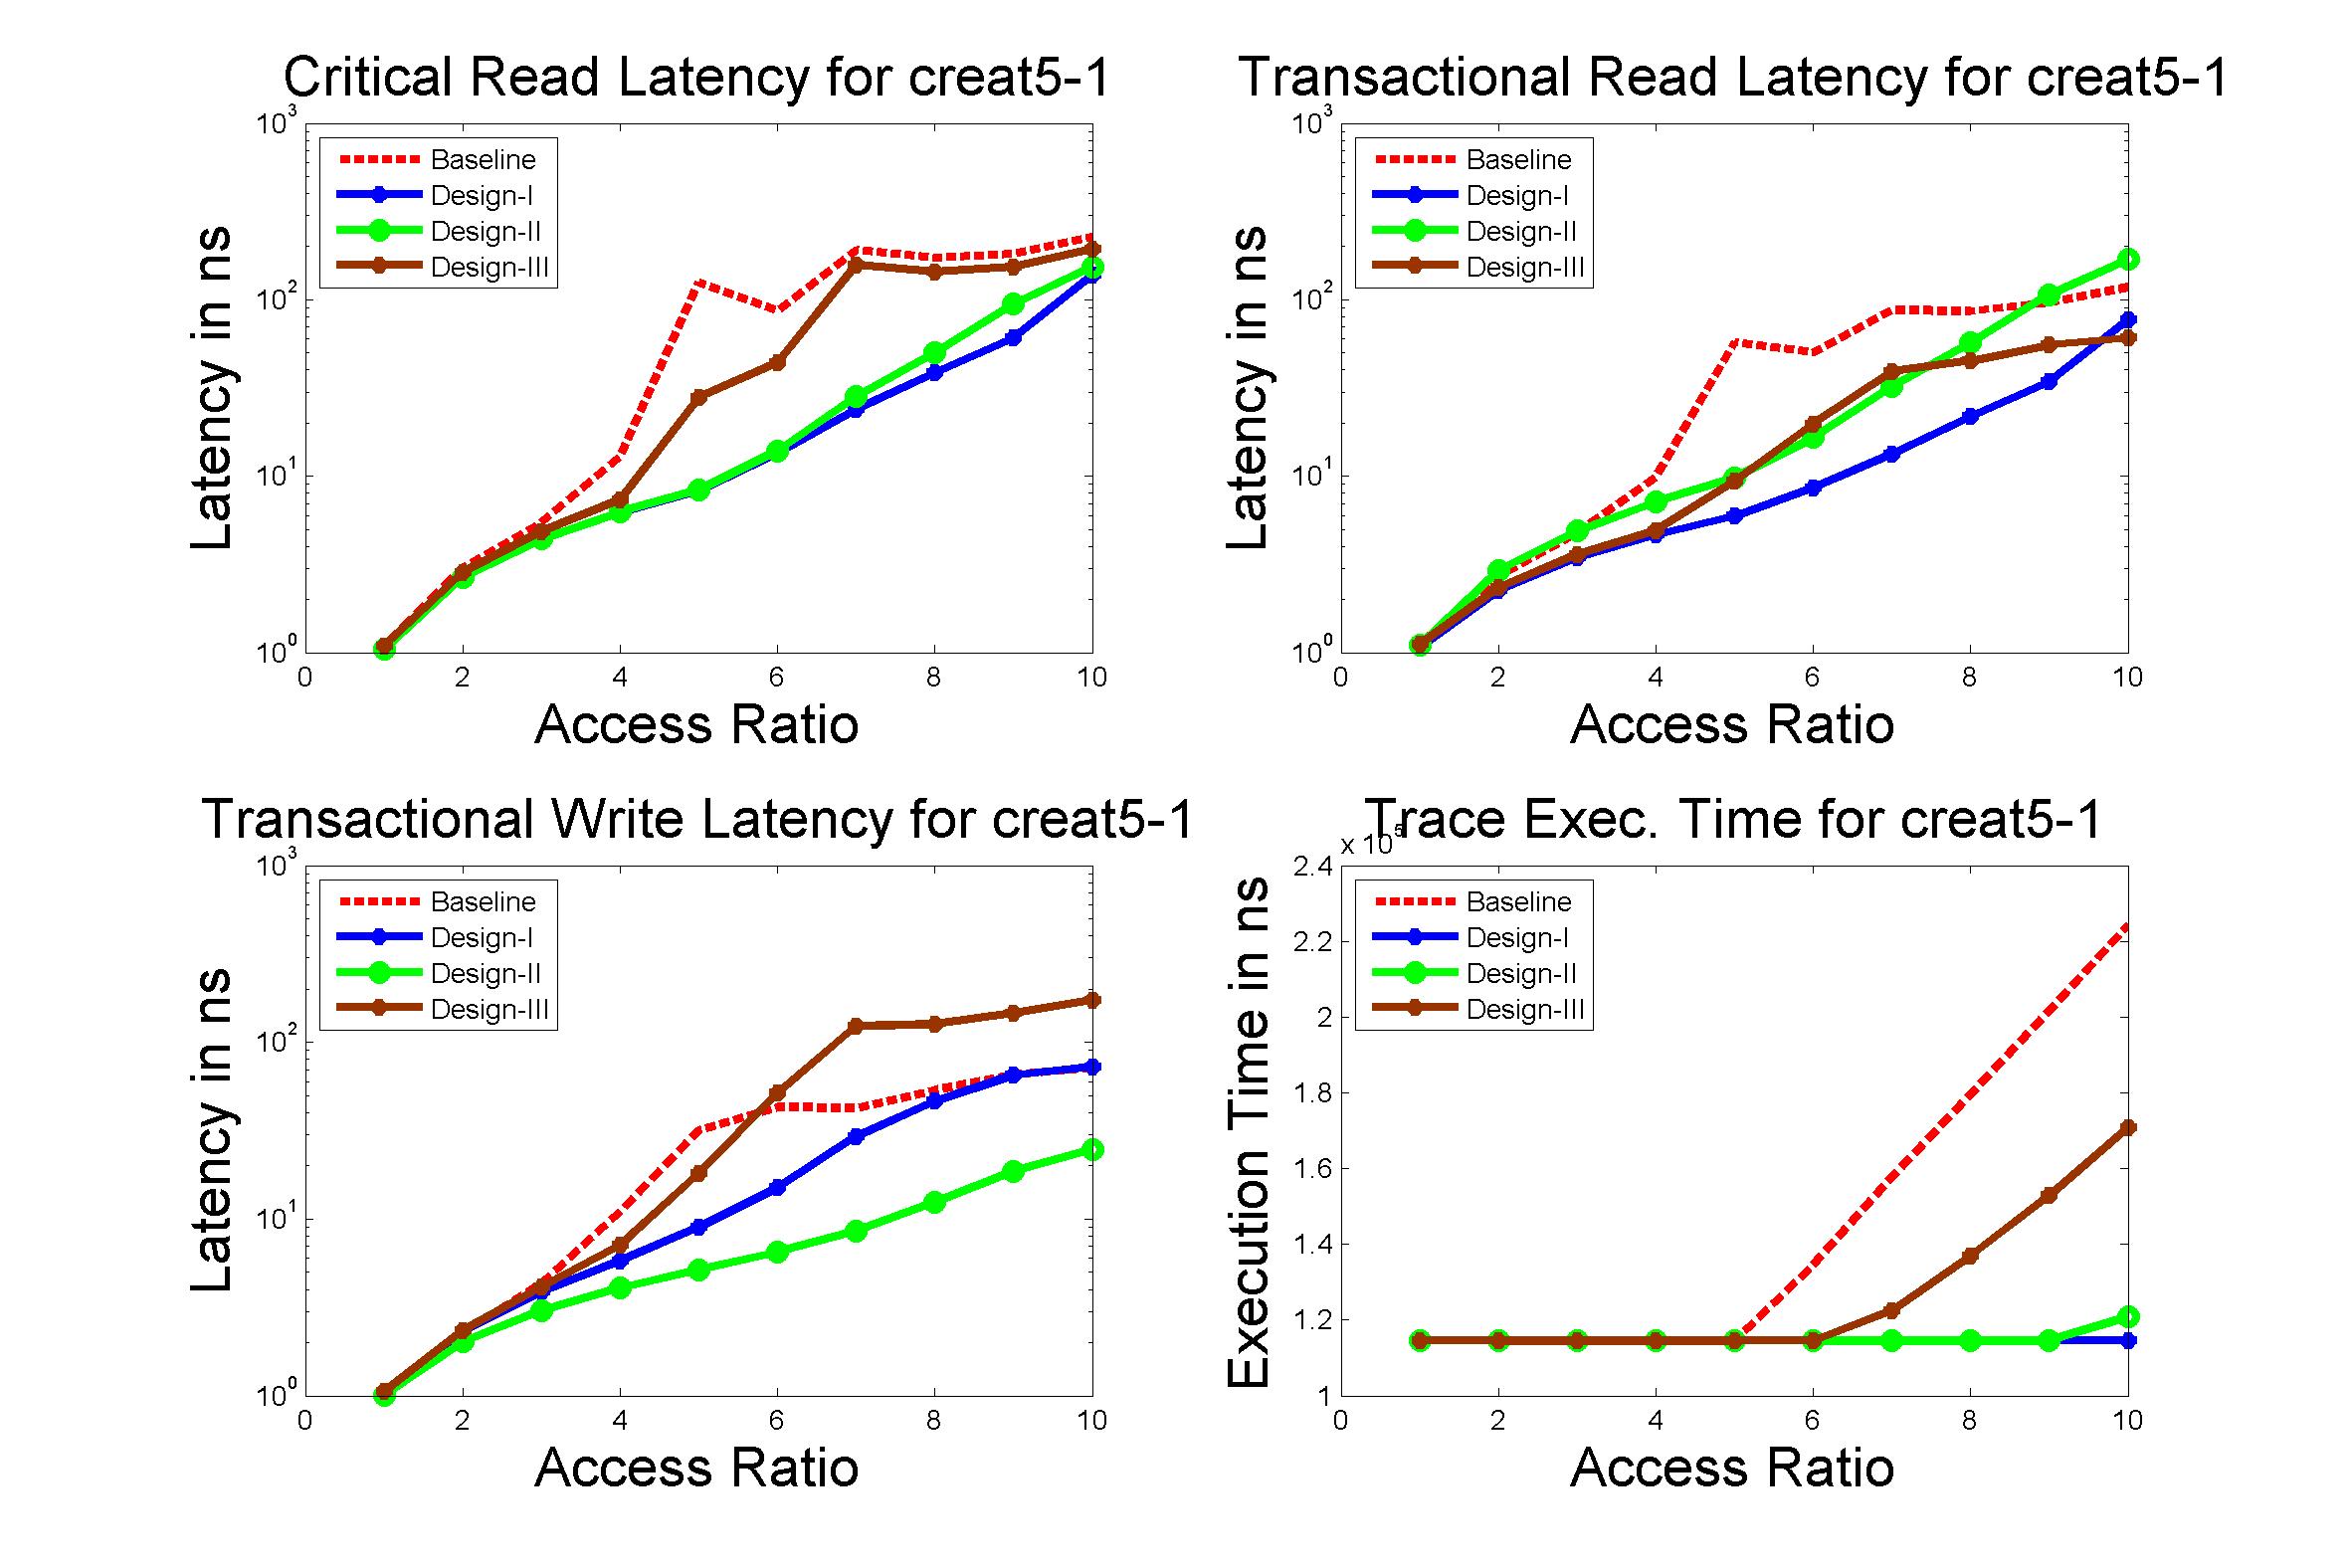 Critical Read Latency for creat5-1
10³
10²
10¹
10⁰
Latency in ns
Baseline
Design-I
Design-II
Design-III
0 2 4 6 8 10
Access Ratio
Transactional Read Latency for creat5-1
10³
10²
10¹
10⁰
Latency in ns
Baseline
Design-I
Design-II
Design-III
0 2 4 6 8 10
Access Ratio
Transactional Write Latency for creat5-1
10³
10²
10¹
10⁰
Latency in ns
Baseline
Design-I
Design-II
Design-III
0 2 4 6 8 10
Access Ratio
Trace Exec. Time for creat5-1
x 10⁵
2.4
2.2
2
1.8
1.6
1.4
1.2
1
Execution Time in ns
Baseline
Design-I
Design-II
Design-III
0 2 4 6 8 10
Access Ratio